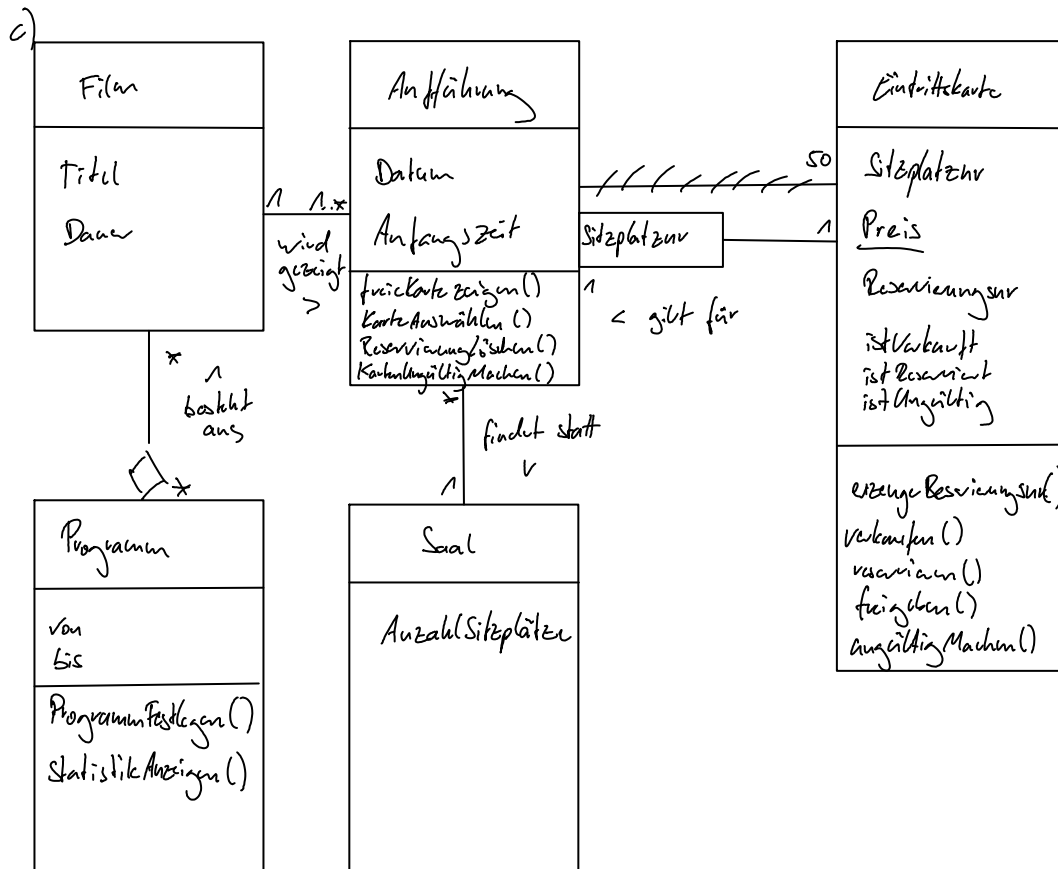 c)
Film
Titel
Dauer
1
1..*
wird
gezeigt
>
Aufführung
Datum
Anfangszeit
freieKarte zeigen()
KarteAuswählen()
Reservierunglöschen()
KartenUngültigMachen()
50
Sitzplatznr
1
1
< gilt für
Eintrittskarte
Sitzplatznr
Preis
Reservierungsnr
istVerkauft
istReserviert
istUngültig
erzengeReservierungsnr()
verkaufen()
reservieren()
freigeben()
ungültigMachen()
*
besteht
aus
*
Programm
von
bis
ProgrammFestlegen()
StatistikAnzeigen()
*
findet statt
v
1
Saal
AnzahlSitzplätze